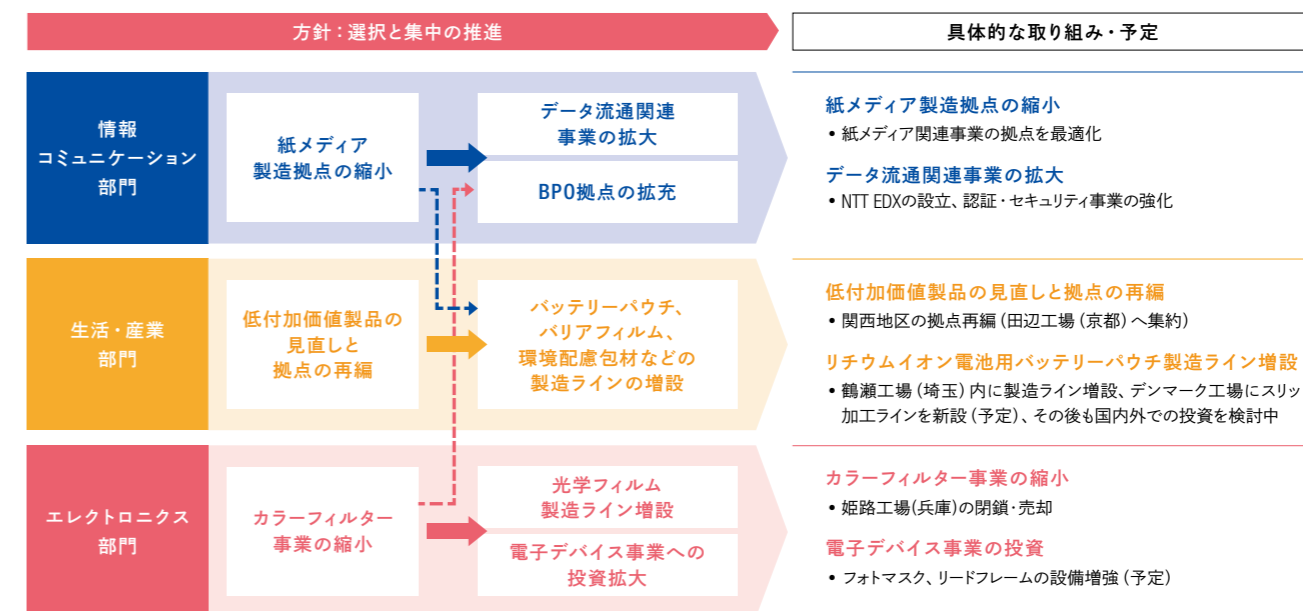 方針：選択と集中の推進
具体的な取り組み・予定
情報
コミュニケーション
部門
紙メディア
製造拠点の縮小
データ流通関連
事業の拡大
BPO拠点の拡充
紙メディア製造拠点の縮小
• 紙メディア関連事業の拠点を最適化
データ流通関連事業の拡大
• NTT EDXの設立、認証・セキュリティ事業の強化
生活・産業
部門
低付加価値製品の
見直しと
拠点の再編
バッテリーパウチ、
バリアフィルム、
環境配慮包材などの
製造ラインの増設
低付加価値製品の見直しと拠点の再編
• 関西地区の拠点再編（田辺工場（京都）へ集約）
リチウムイオン電池用バッテリーパウチ製造ライン増設
• 鶴瀬工場（埼玉）内に製造ライン増設、デンマーク工場にスリッ
加工ラインを新設（予定）、その後も国内外での投資を検討中
エレクトロニクス
部門
カラーフィルター
事業の縮小
光学フィルム
製造ライン増設
電子デバイス事業への
投資拡大
カラーフィルター事業の縮小
• 姫路工場(兵庫)の閉鎖・売却
電子デバイス事業の投資
• フォトマスク、リードフレームの設備増強（予定）